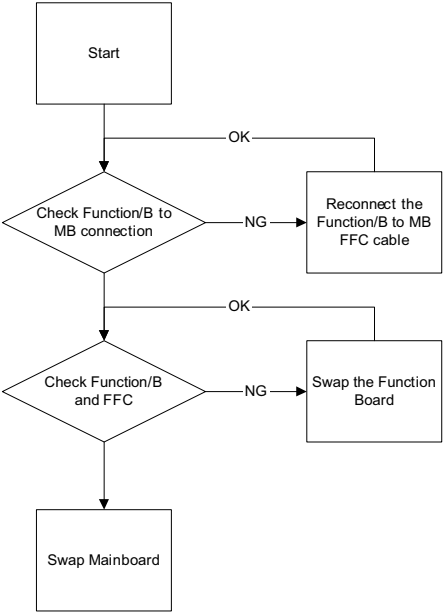 Start
OK
Check Function/B to
MB connection
NG
Reconnect the
Function/B to MB
FFC cable
OK
Check Function/B
and FFC
NG
Swap the Function
Board
Swap Mainboard